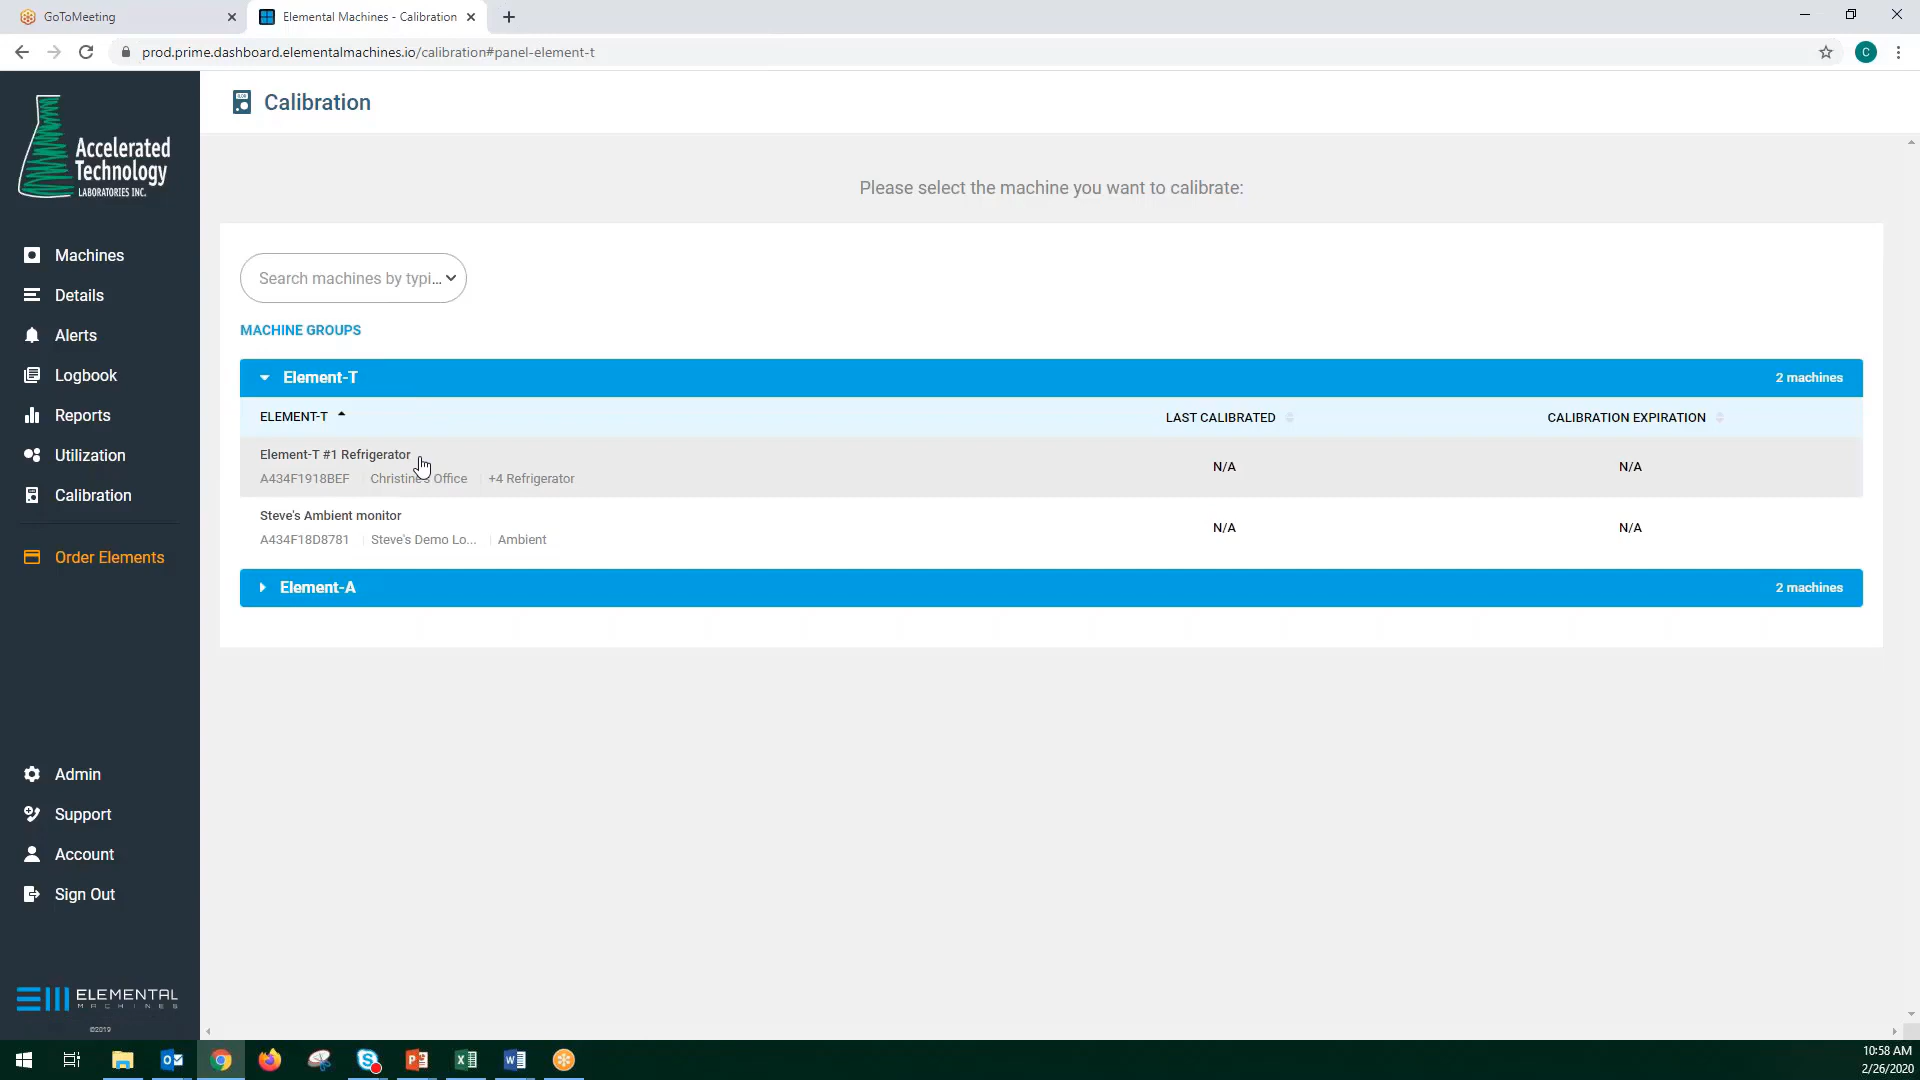 GoToMeeting
Elemental Machines - Calibration
prod.prime.dashboard.elementalmachines.io/calibration#panel-element-t
C
Accelerated
Technology
LABORATORIES INC.
Machines
Details
Alerts
Logbook
Reports
Utilization
Calibration
Order Elements
Admin
Support
Account
Sign Out
ELEMENTAL
MACHINES
©2019
Calibration
Please select the machine you want to calibrate:
Search machines by typi...
MACHINE GROUPS
Element-T 2 machines
ELEMENT-T LAST CALIBRATED CALIBRATION EXPIRATION
Element-T #1 Refrigerator
A434F1918BEF Christine's Office +4 Refrigerator N/A N/A
Steve's Ambient monitor
A434F18D8781 Steve's Demo Lo... Ambient N/A N/A
Element-A 2 machines
10:58 AM
2/26/2020